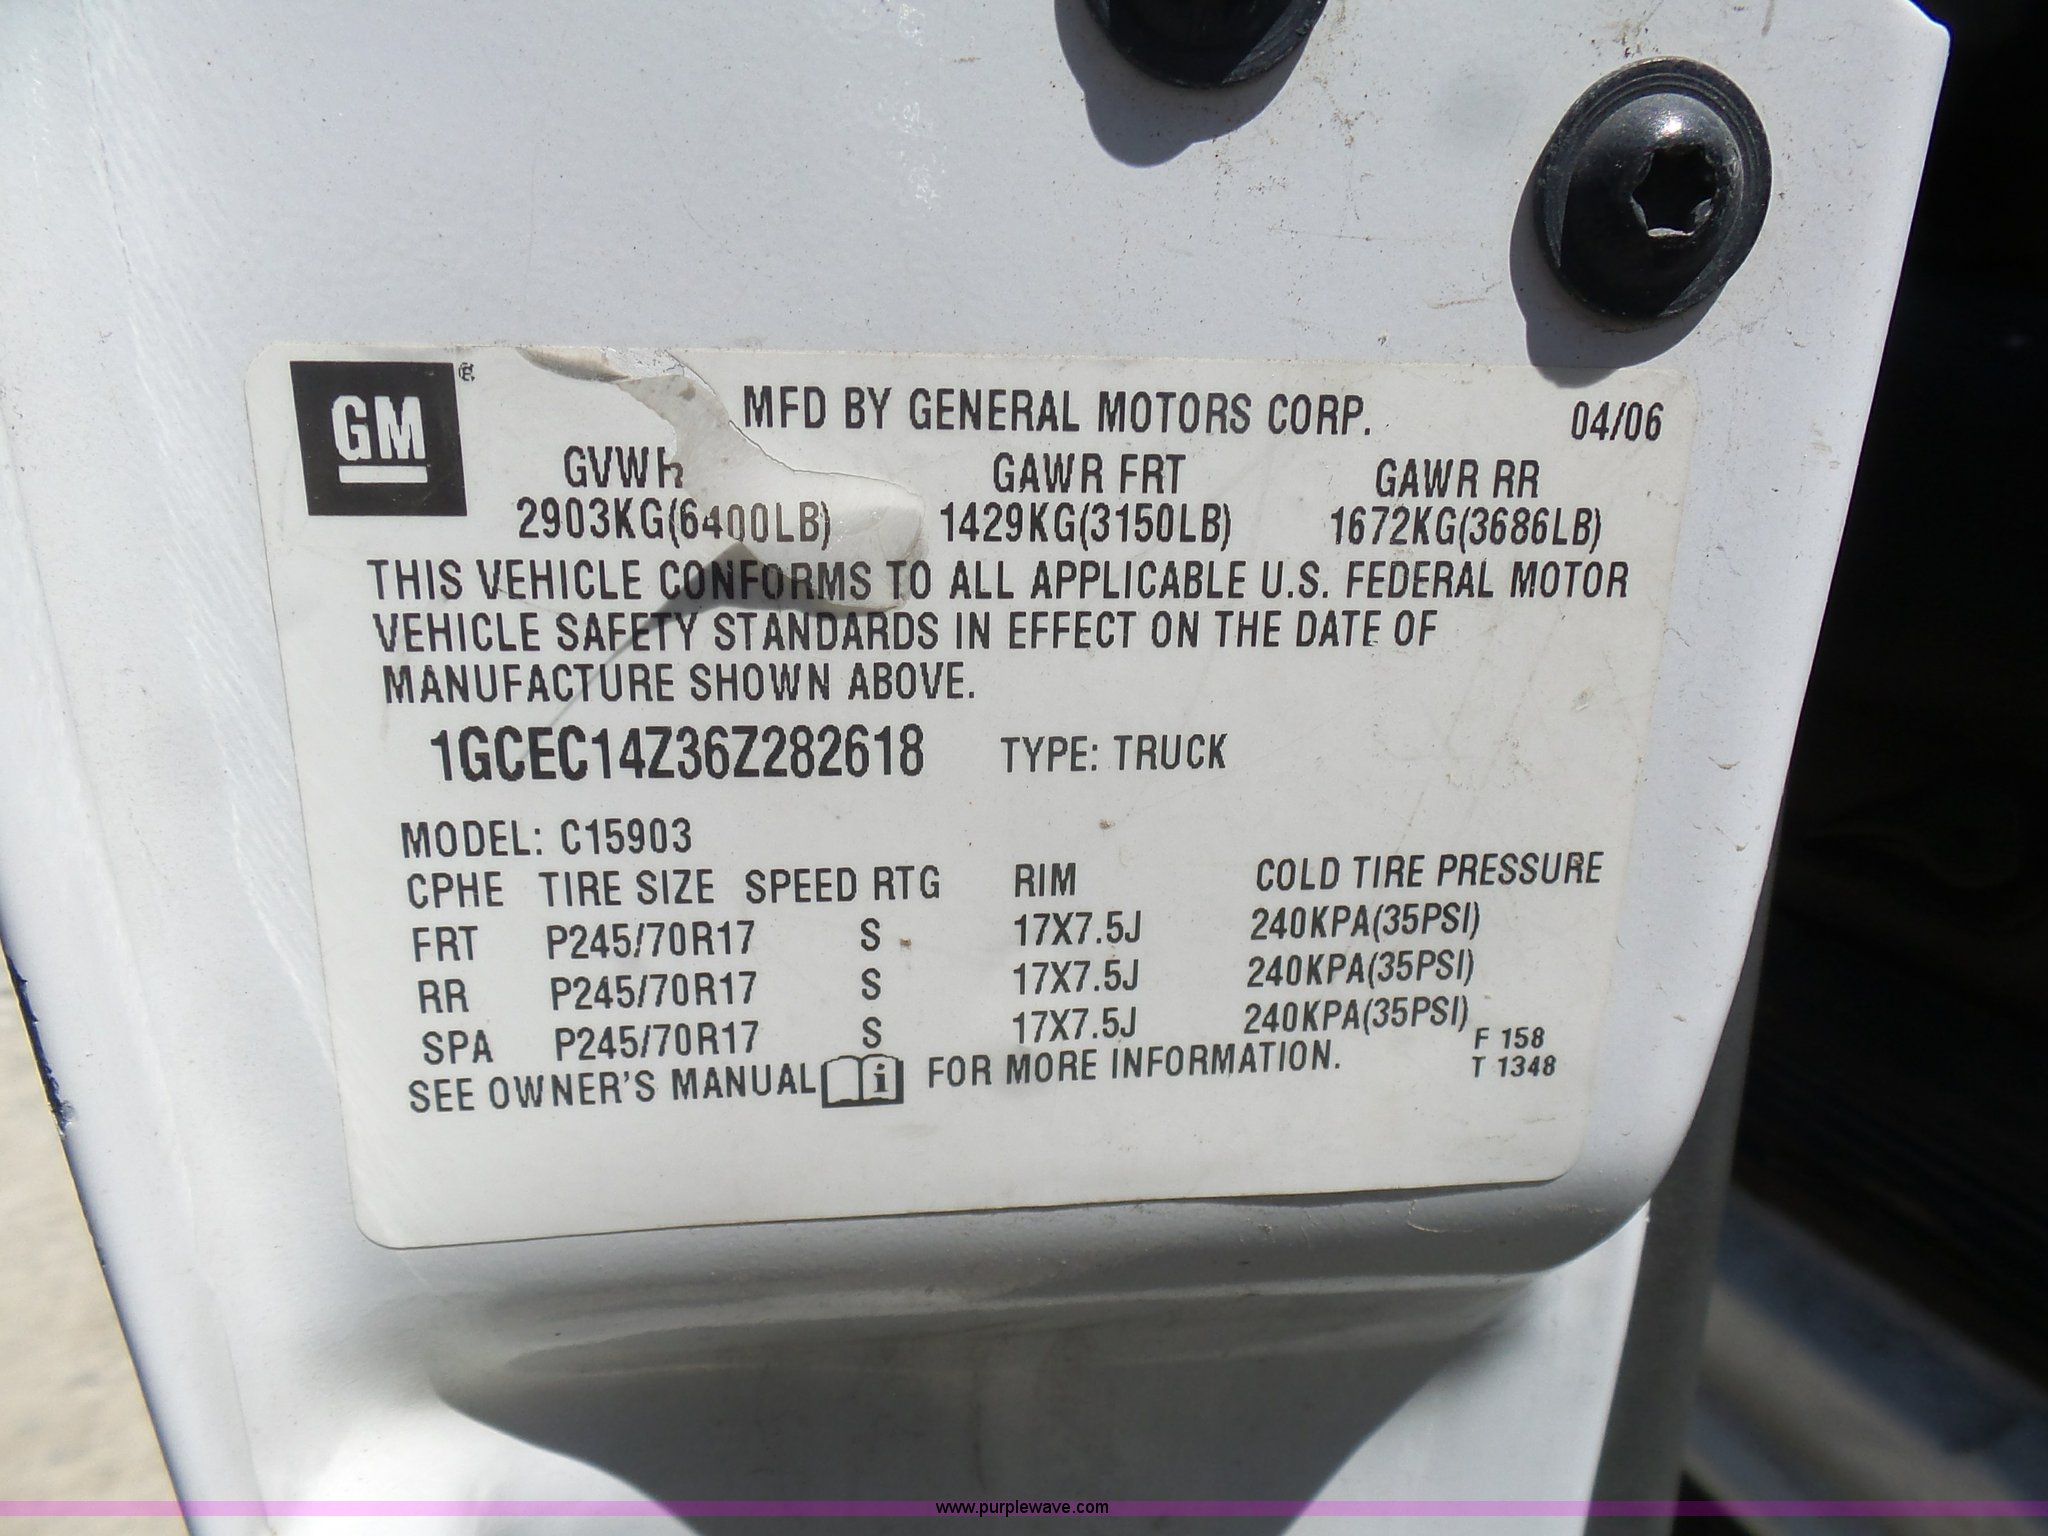 GM ®
MFD BY GENERAL MOTORS CORP. 04/06
GVWR GAWR FRT GAWR RR
2903KG(6400LB) 1429KG(3150LB) 1672KG(3686LB)
THIS VEHICLE CONFORMS TO ALL APPLICABLE U.S. FEDERAL MOTOR
VEHICLE SAFETY STANDARDS IN EFFECT ON THE DATE OF
MANUFACTURE SHOWN ABOVE.
1GCEC14Z36Z282618 TYPE: TRUCK
MODEL: C15903
CPHE TIRE SIZE SPEED RTG RIM COLD TIRE PRESSURE
FRT P245/70R17 S 17X7.5J 240KPA(35PSI)
RR P245/70R17 S 17X7.5J 240KPA(35PSI)
SPA P245/70R17 S 17X7.5J 240KPA(35PSI)
SEE OWNER'S MANUAL i FOR MORE INFORMATION.
F 158
T 1348
www.purplewave.com